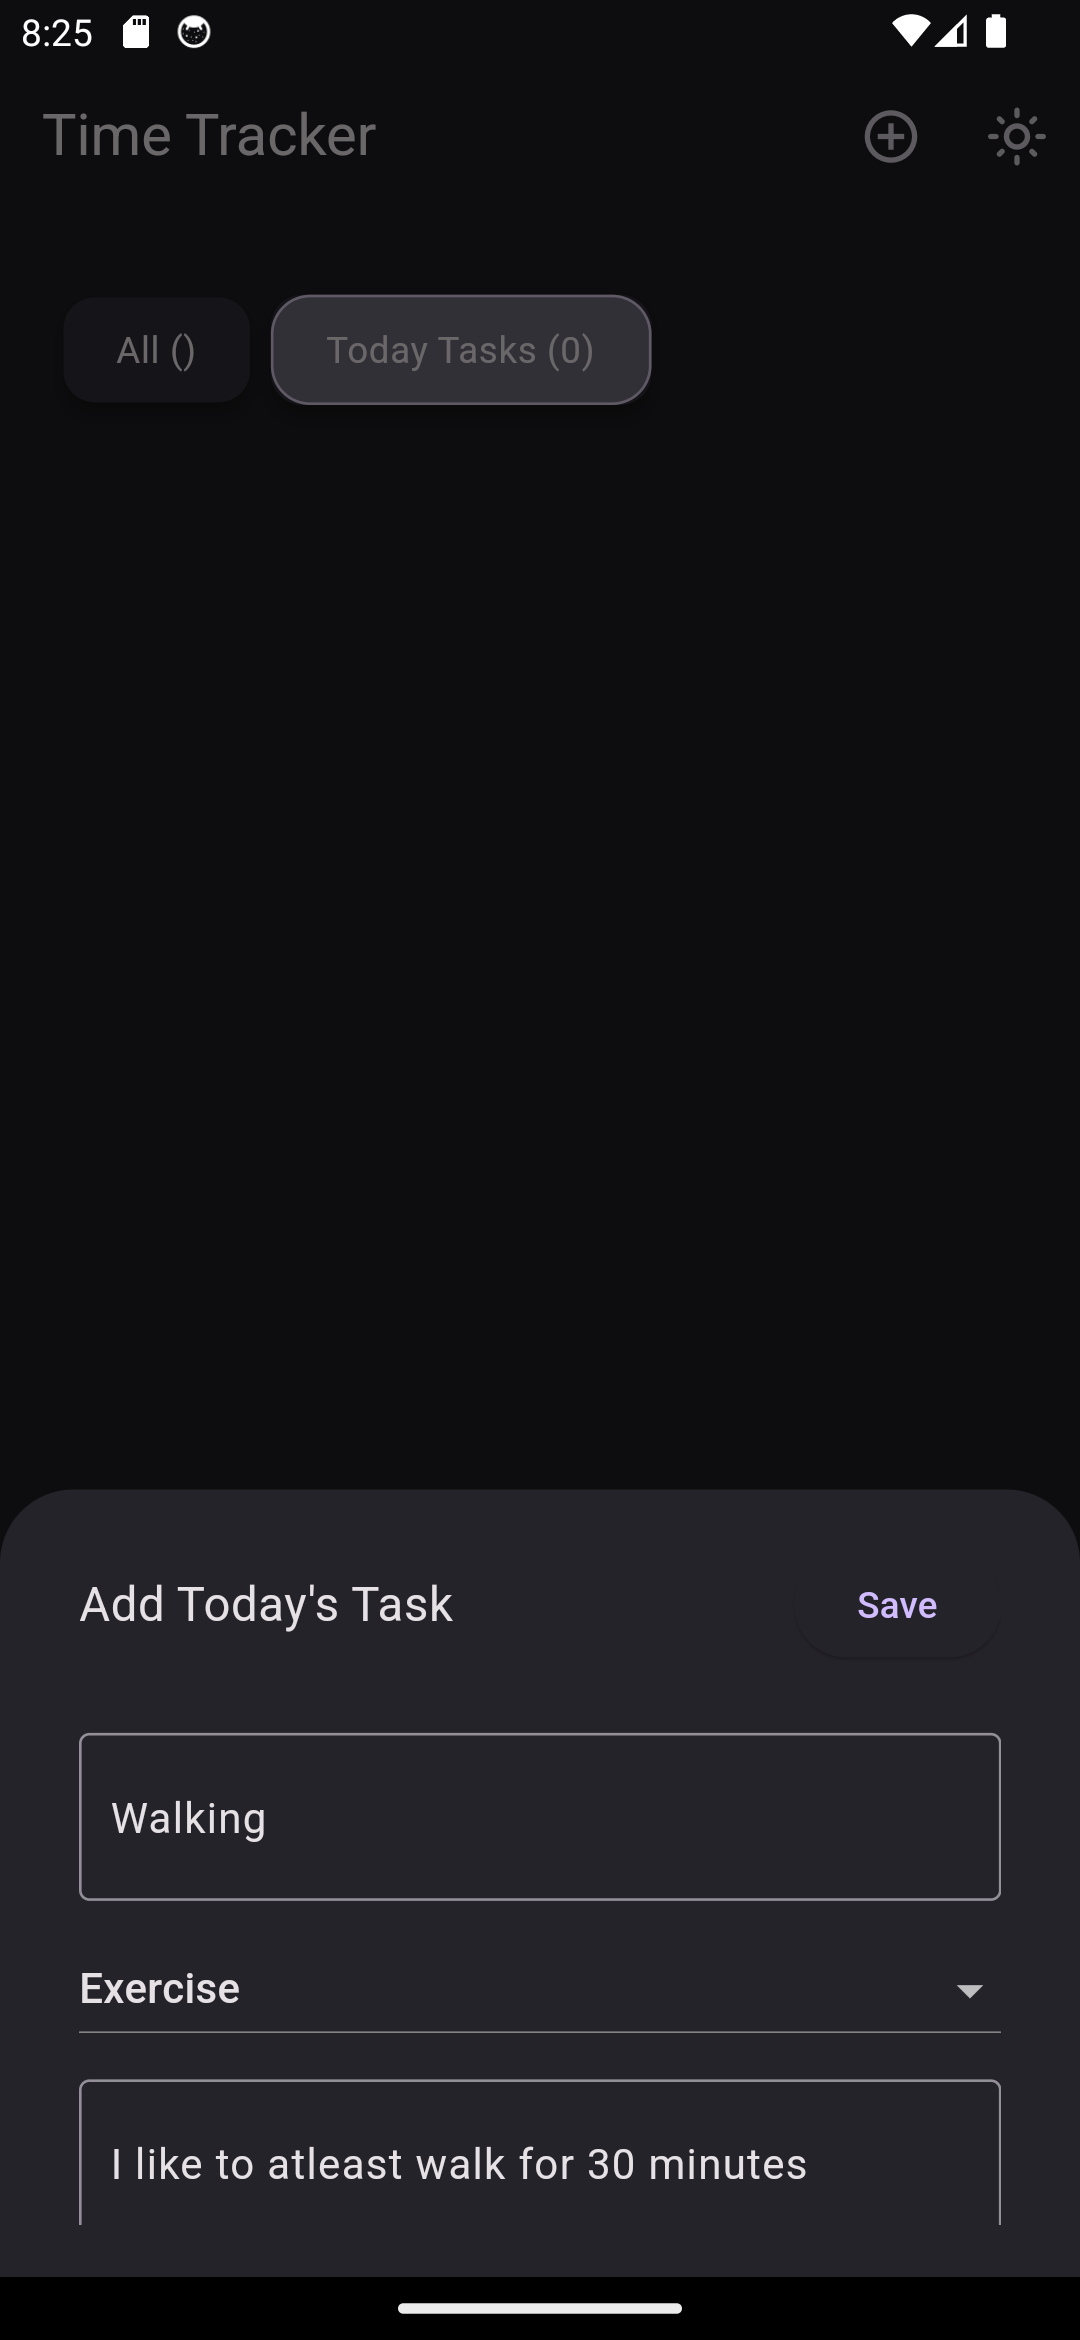 8:25
Time Tracker
All ()
Today Tasks (0)
Add Today's Task
Save
Walking
Exercise
I like to atleast walk for 30 minutes